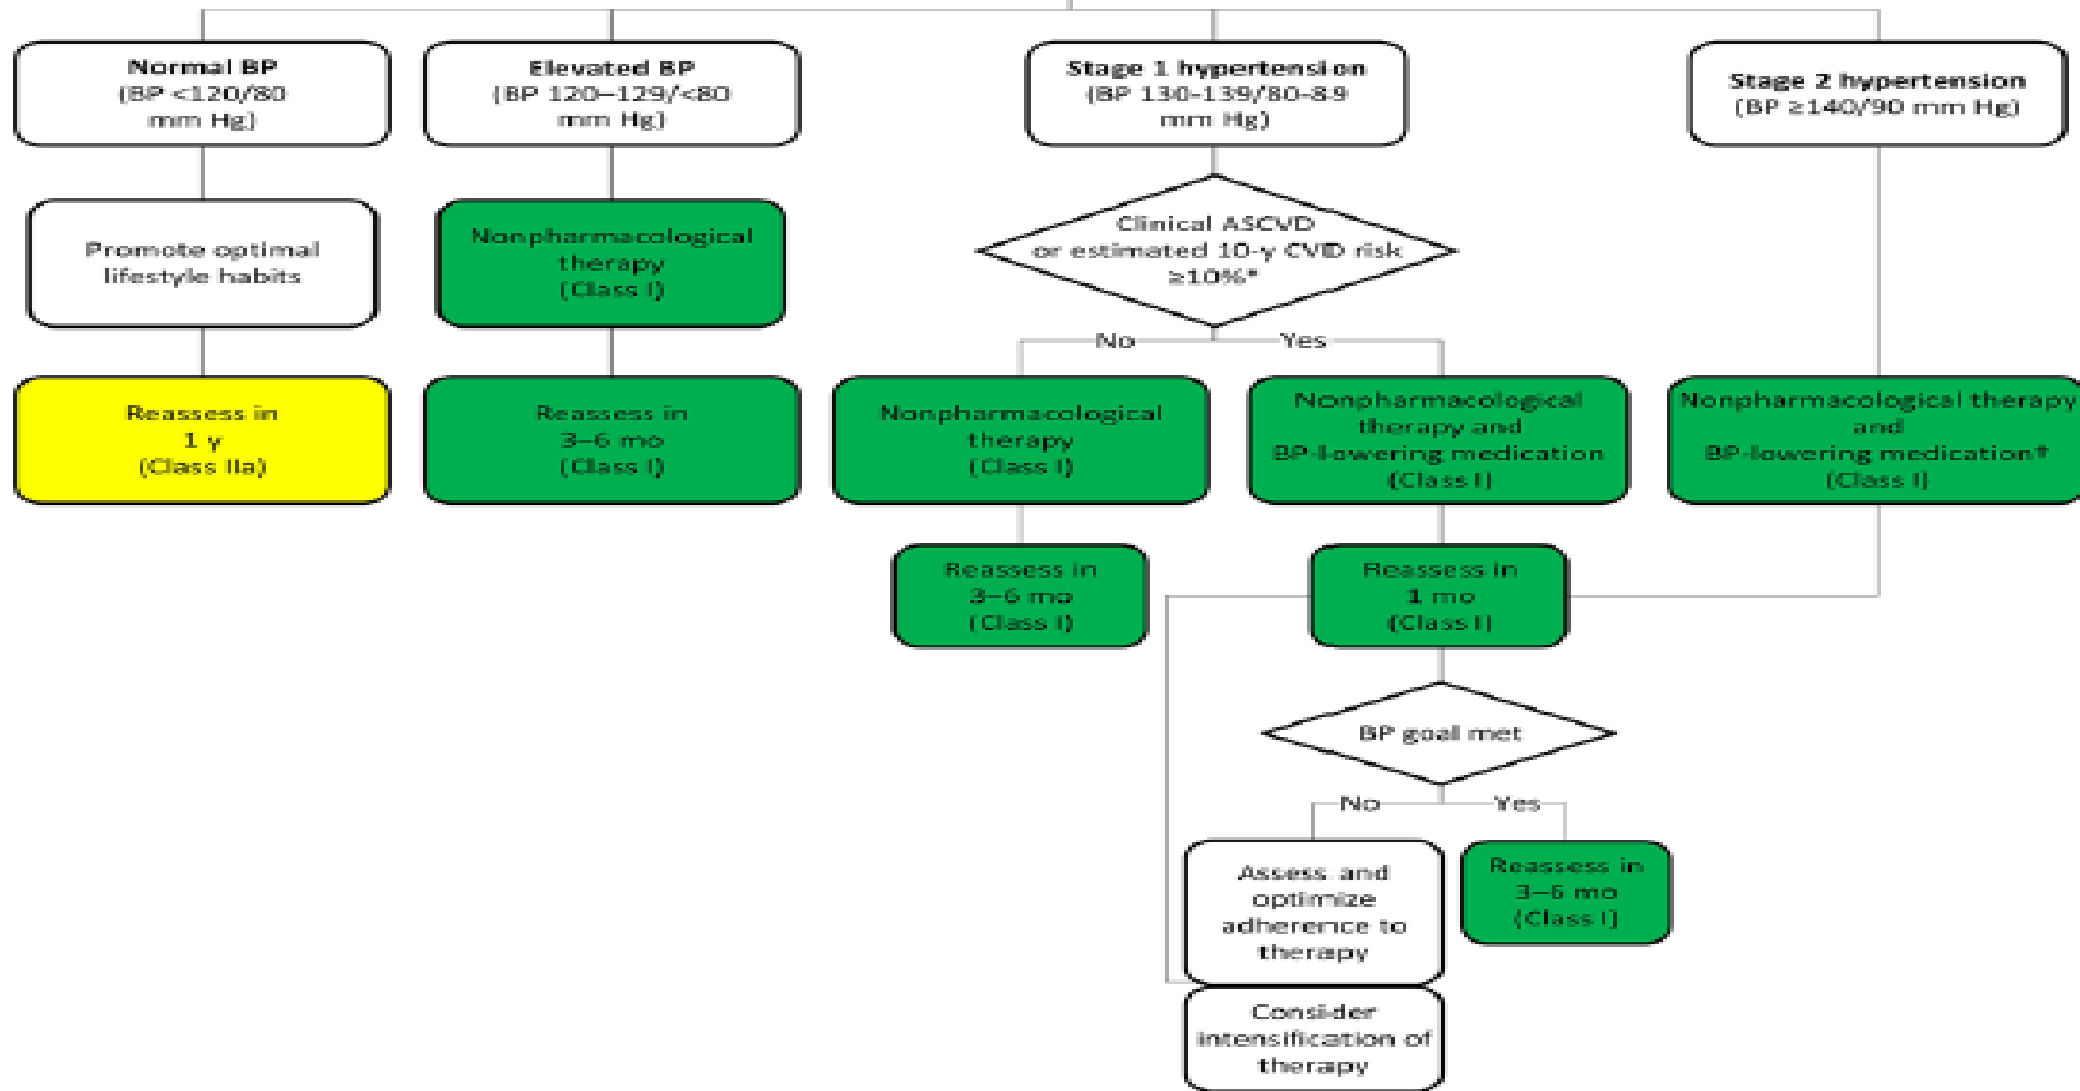 Normal BP
(BP <120/80
mm Hg)
Elevated BP
(BP 120–129/<80
mm Hg)
Stage 1 hypertension
(BP 130-139/80-89
mm Hg)
Stage 2 hypertension
(BP ≥140/90 mm Hg)
Promote optimal
lifestyle habits
Nonpharmacological
therapy
(Class I)
Clinical ASCVD
or estimated 10-y CVD risk
≥10%*
No
Yes
Reassess in
1 y
(Class IIa)
Reassess in
3–6 mo
(Class I)
Nonpharmacological
therapy
(Class I)
Nonpharmacological
therapy and
BP-lowering medication
(Class I)
Nonpharmacological therapy
and
BP-lowering medication†
(Class I)
Reassess in
3–6 mo
(Class I)
Reassess in
1 mo
(Class I)
BP goal met
No
Yes
Assess and
optimize
adherence to
therapy
Reassess in
3–6 mo
(Class I)
Consider
intensification of
therapy